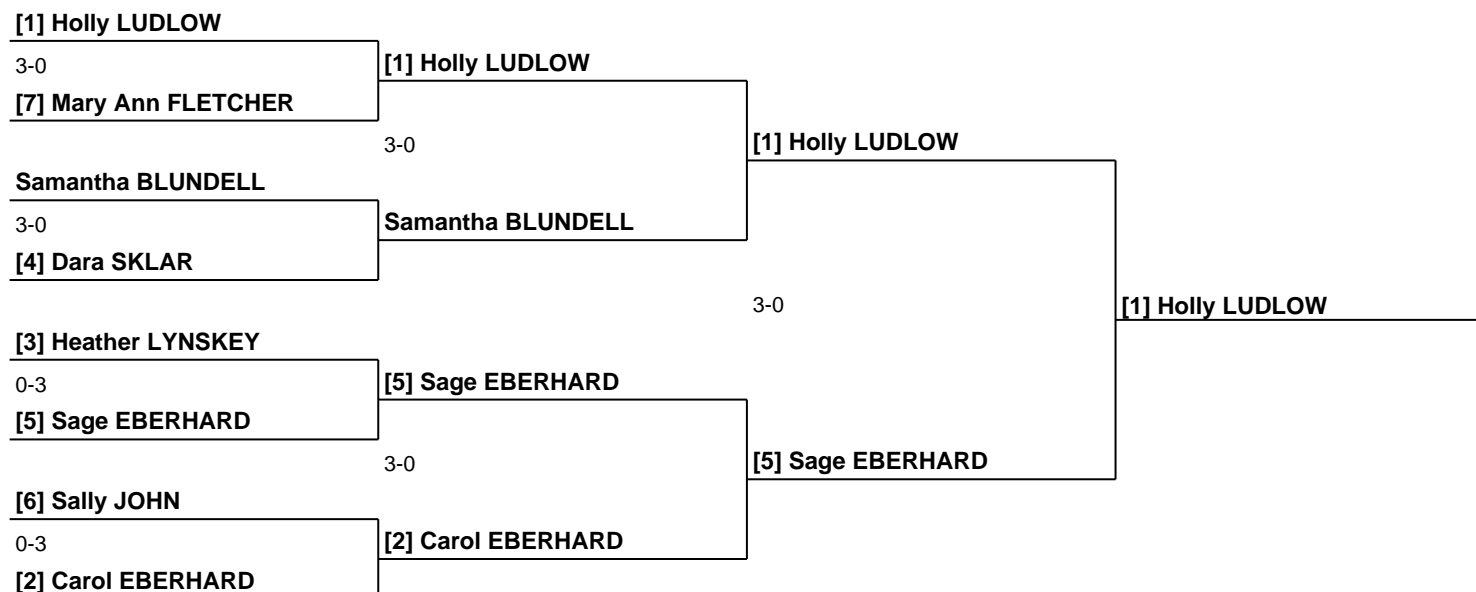 [1] Holly LUDLOW
3-0
[7] Mary Ann FLETCHER
Samantha BLUNDELL
3-0
[4] Dara SKLAR
[3] Heather LYNSKEY
0-3
[5] Sage EBERHARD
[6] Sally JOHN
0-3
[2] Carol EBERHARD
[1] Holly LUDLOW
3-0
Samantha BLUNDELL
[5] Sage EBERHARD
3-0
[2] Carol EBERHARD
[1] Holly LUDLOW
3-0
[5] Sage EBERHARD
[1] Holly LUDLOW